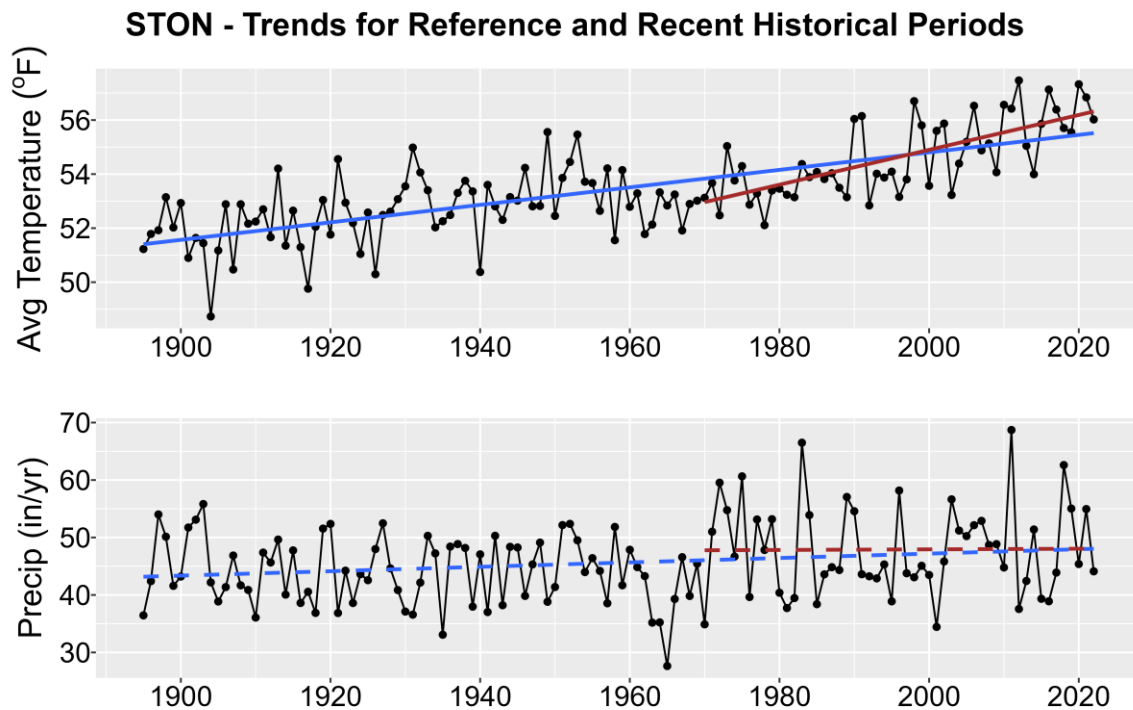 STON - Trends for Reference and Recent Historical Periods
Avg Temperature (°F)
56
54
52
50
1900 1920 1940 1960 1980 2000 2020
Precip (in/yr)
70
60
50
40
30
1900 1920 1940 1960 1980 2000 2020